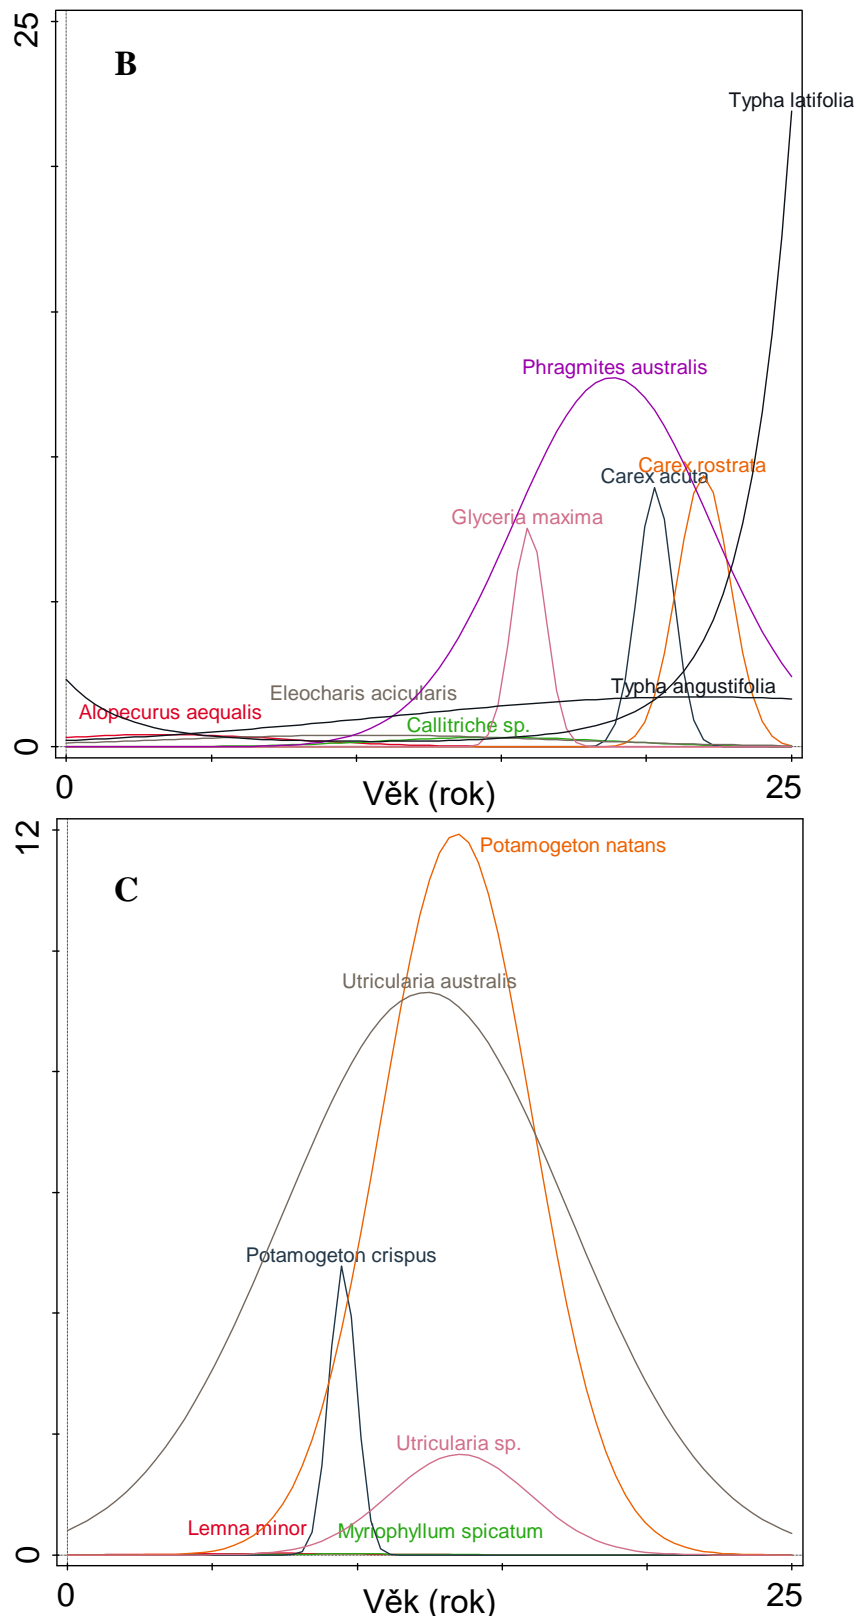 25
B
Typha latifolia
Phragmites australis
Carex rostrata
Carex acuta
Glyceria maxima
Typha angustifolia
Eleocharis acicularis
Alopecurus aequalis
Callitriche sp.
0
0
Věk (rok)
25
12
Potamogeton natans
C
Utricularia australis
Potamogeton crispus
Utricularia sp.
Lemna minor
Myriophyllum spicatum
0
0
Věk (rok)
25